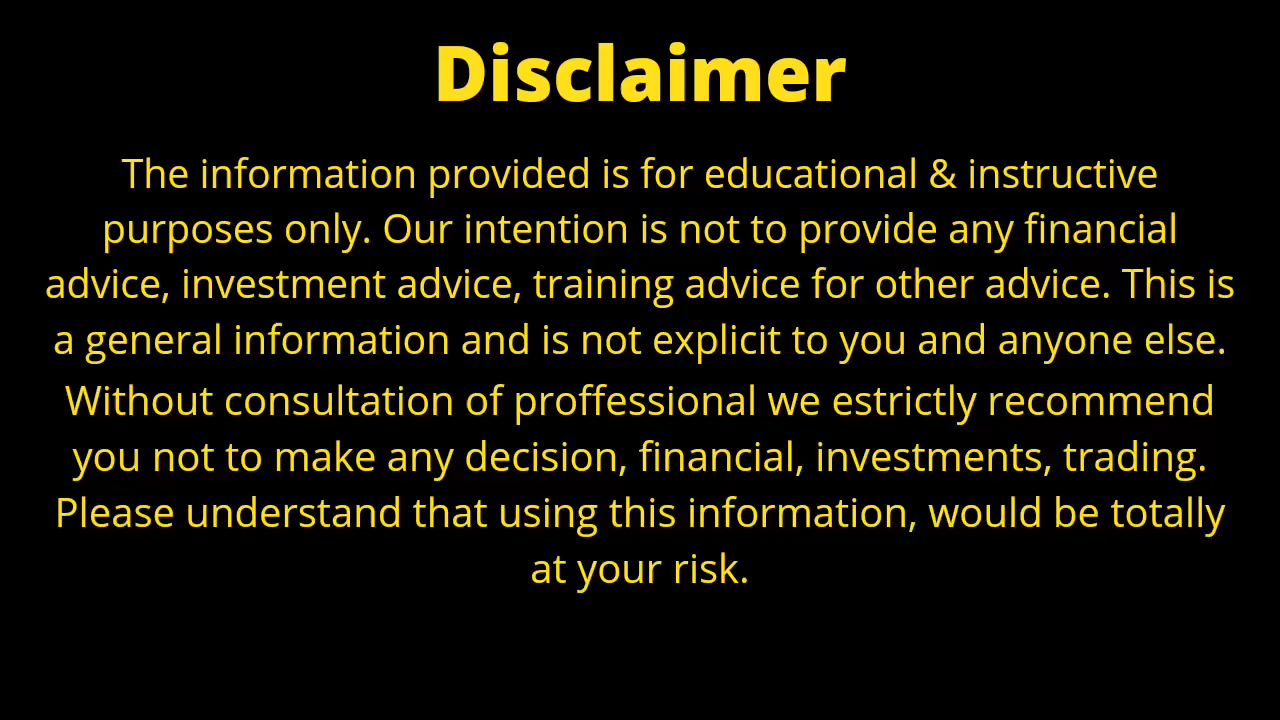 Disclaimer
The information provided is for educational & instructive
purposes only. Our intention is not to provide any financial
advice, investment advice, training advice for other advice. This is
a general information and is not explicit to you and anyone else.
Without consultation of proffessional we estrictly recommend
you not to make any decision, financial, investments, trading.
Please understand that using this information, would be totally
at your risk.